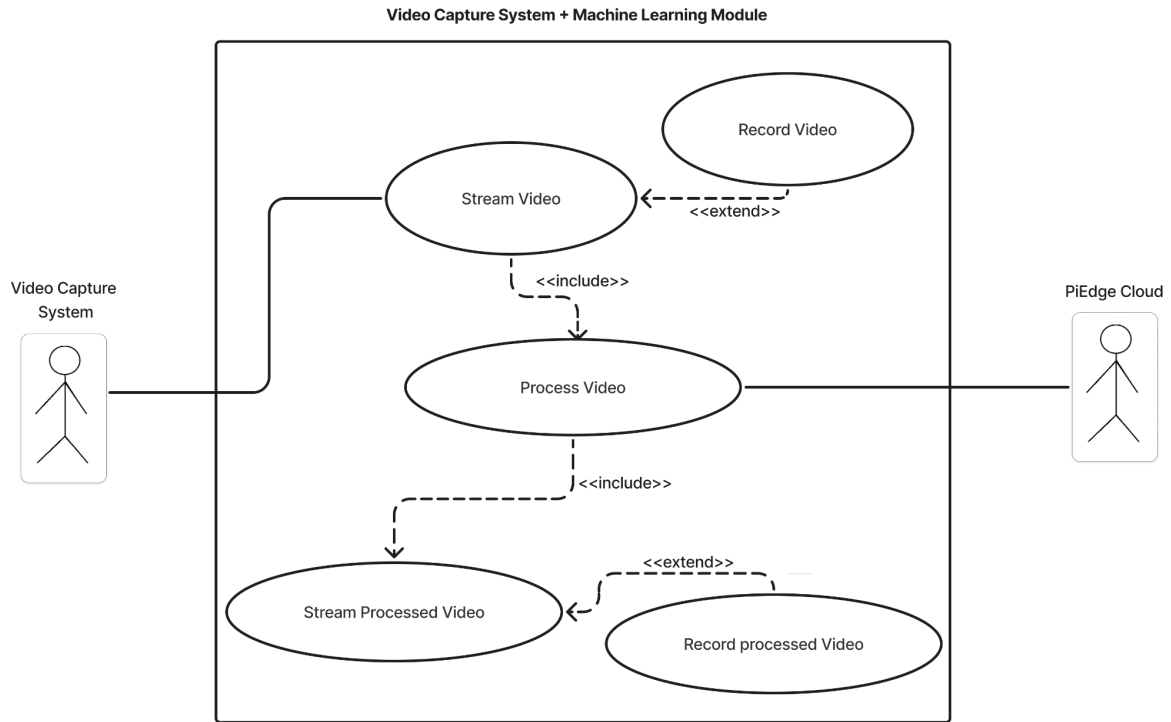 Video Capture System + Machine Learning Module
Record Video
Stream Video
<<extend>>
<<include>>
Video Capture
System
PiEdge Cloud
Process Video
<<include>>
<<extend>>
Stream Processed Video
Record processed Video